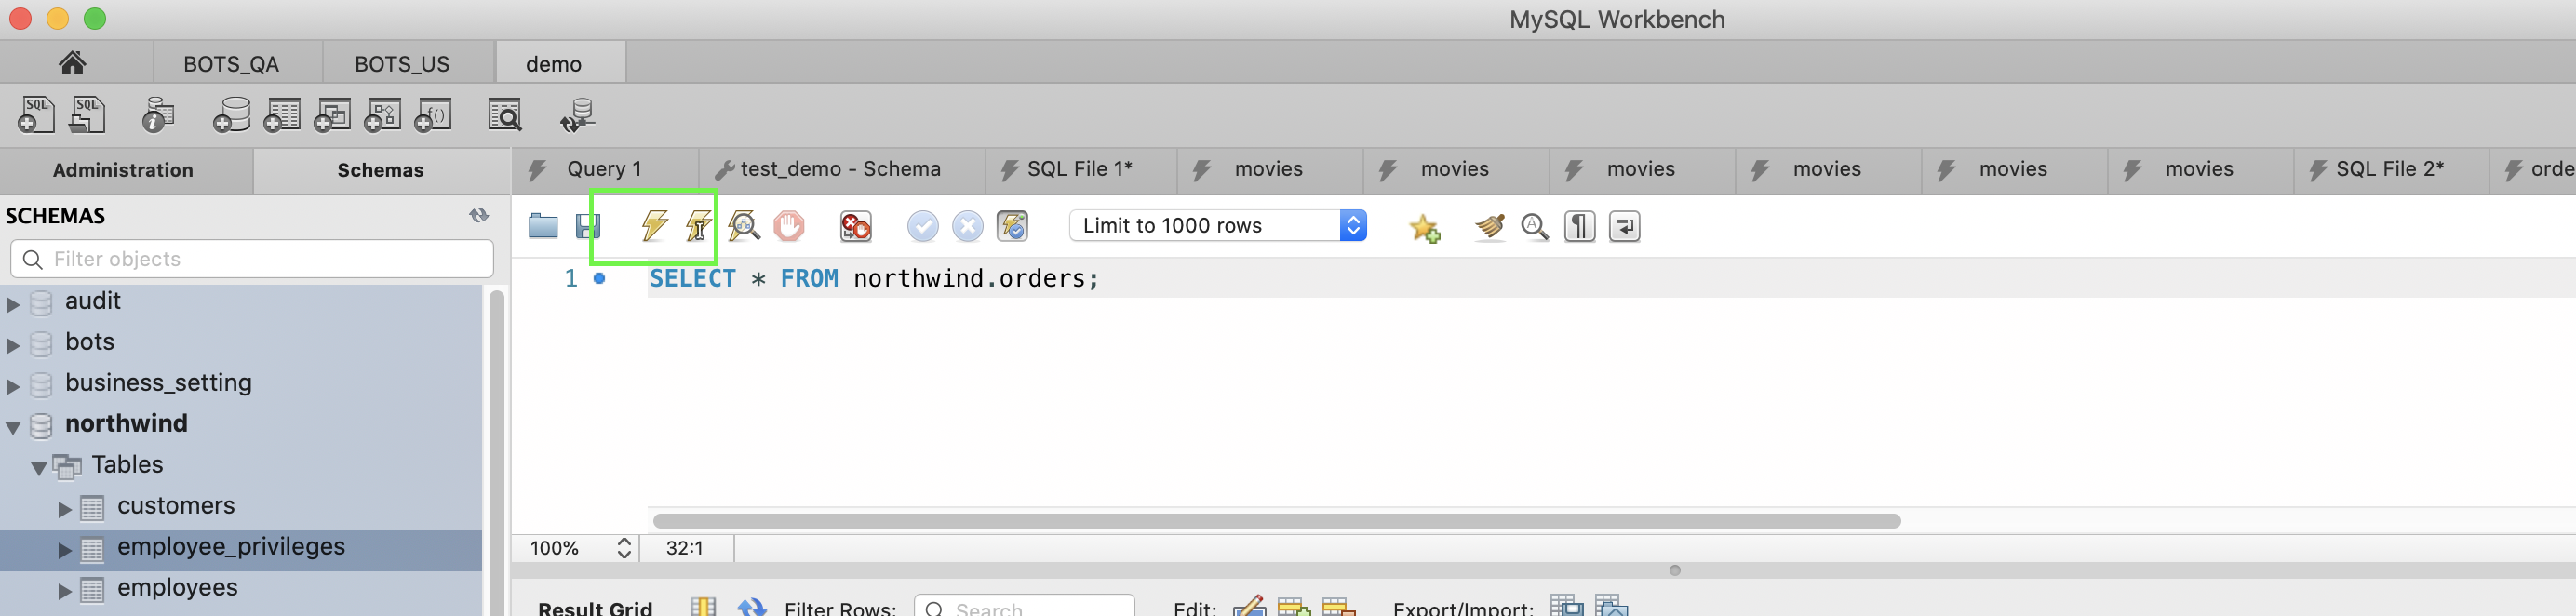 MySQL Workbench
BOTS_QA BOTS_US demo
SQL SQL i f()
Administration Schemas Query 1 test_demo - Schema SQL File 1* movies movies movies movies movies movies SQL File 2* orde
SCHEMAS
Limit to 1000 rows
Filter objects
1 SELECT * FROM northwind.orders;
audit
bots
business_setting
northwind
Tables
customers
employee_privileges
100% 32:1
employees
Result Grid Filter Rows: Search Edit: Export/Import: